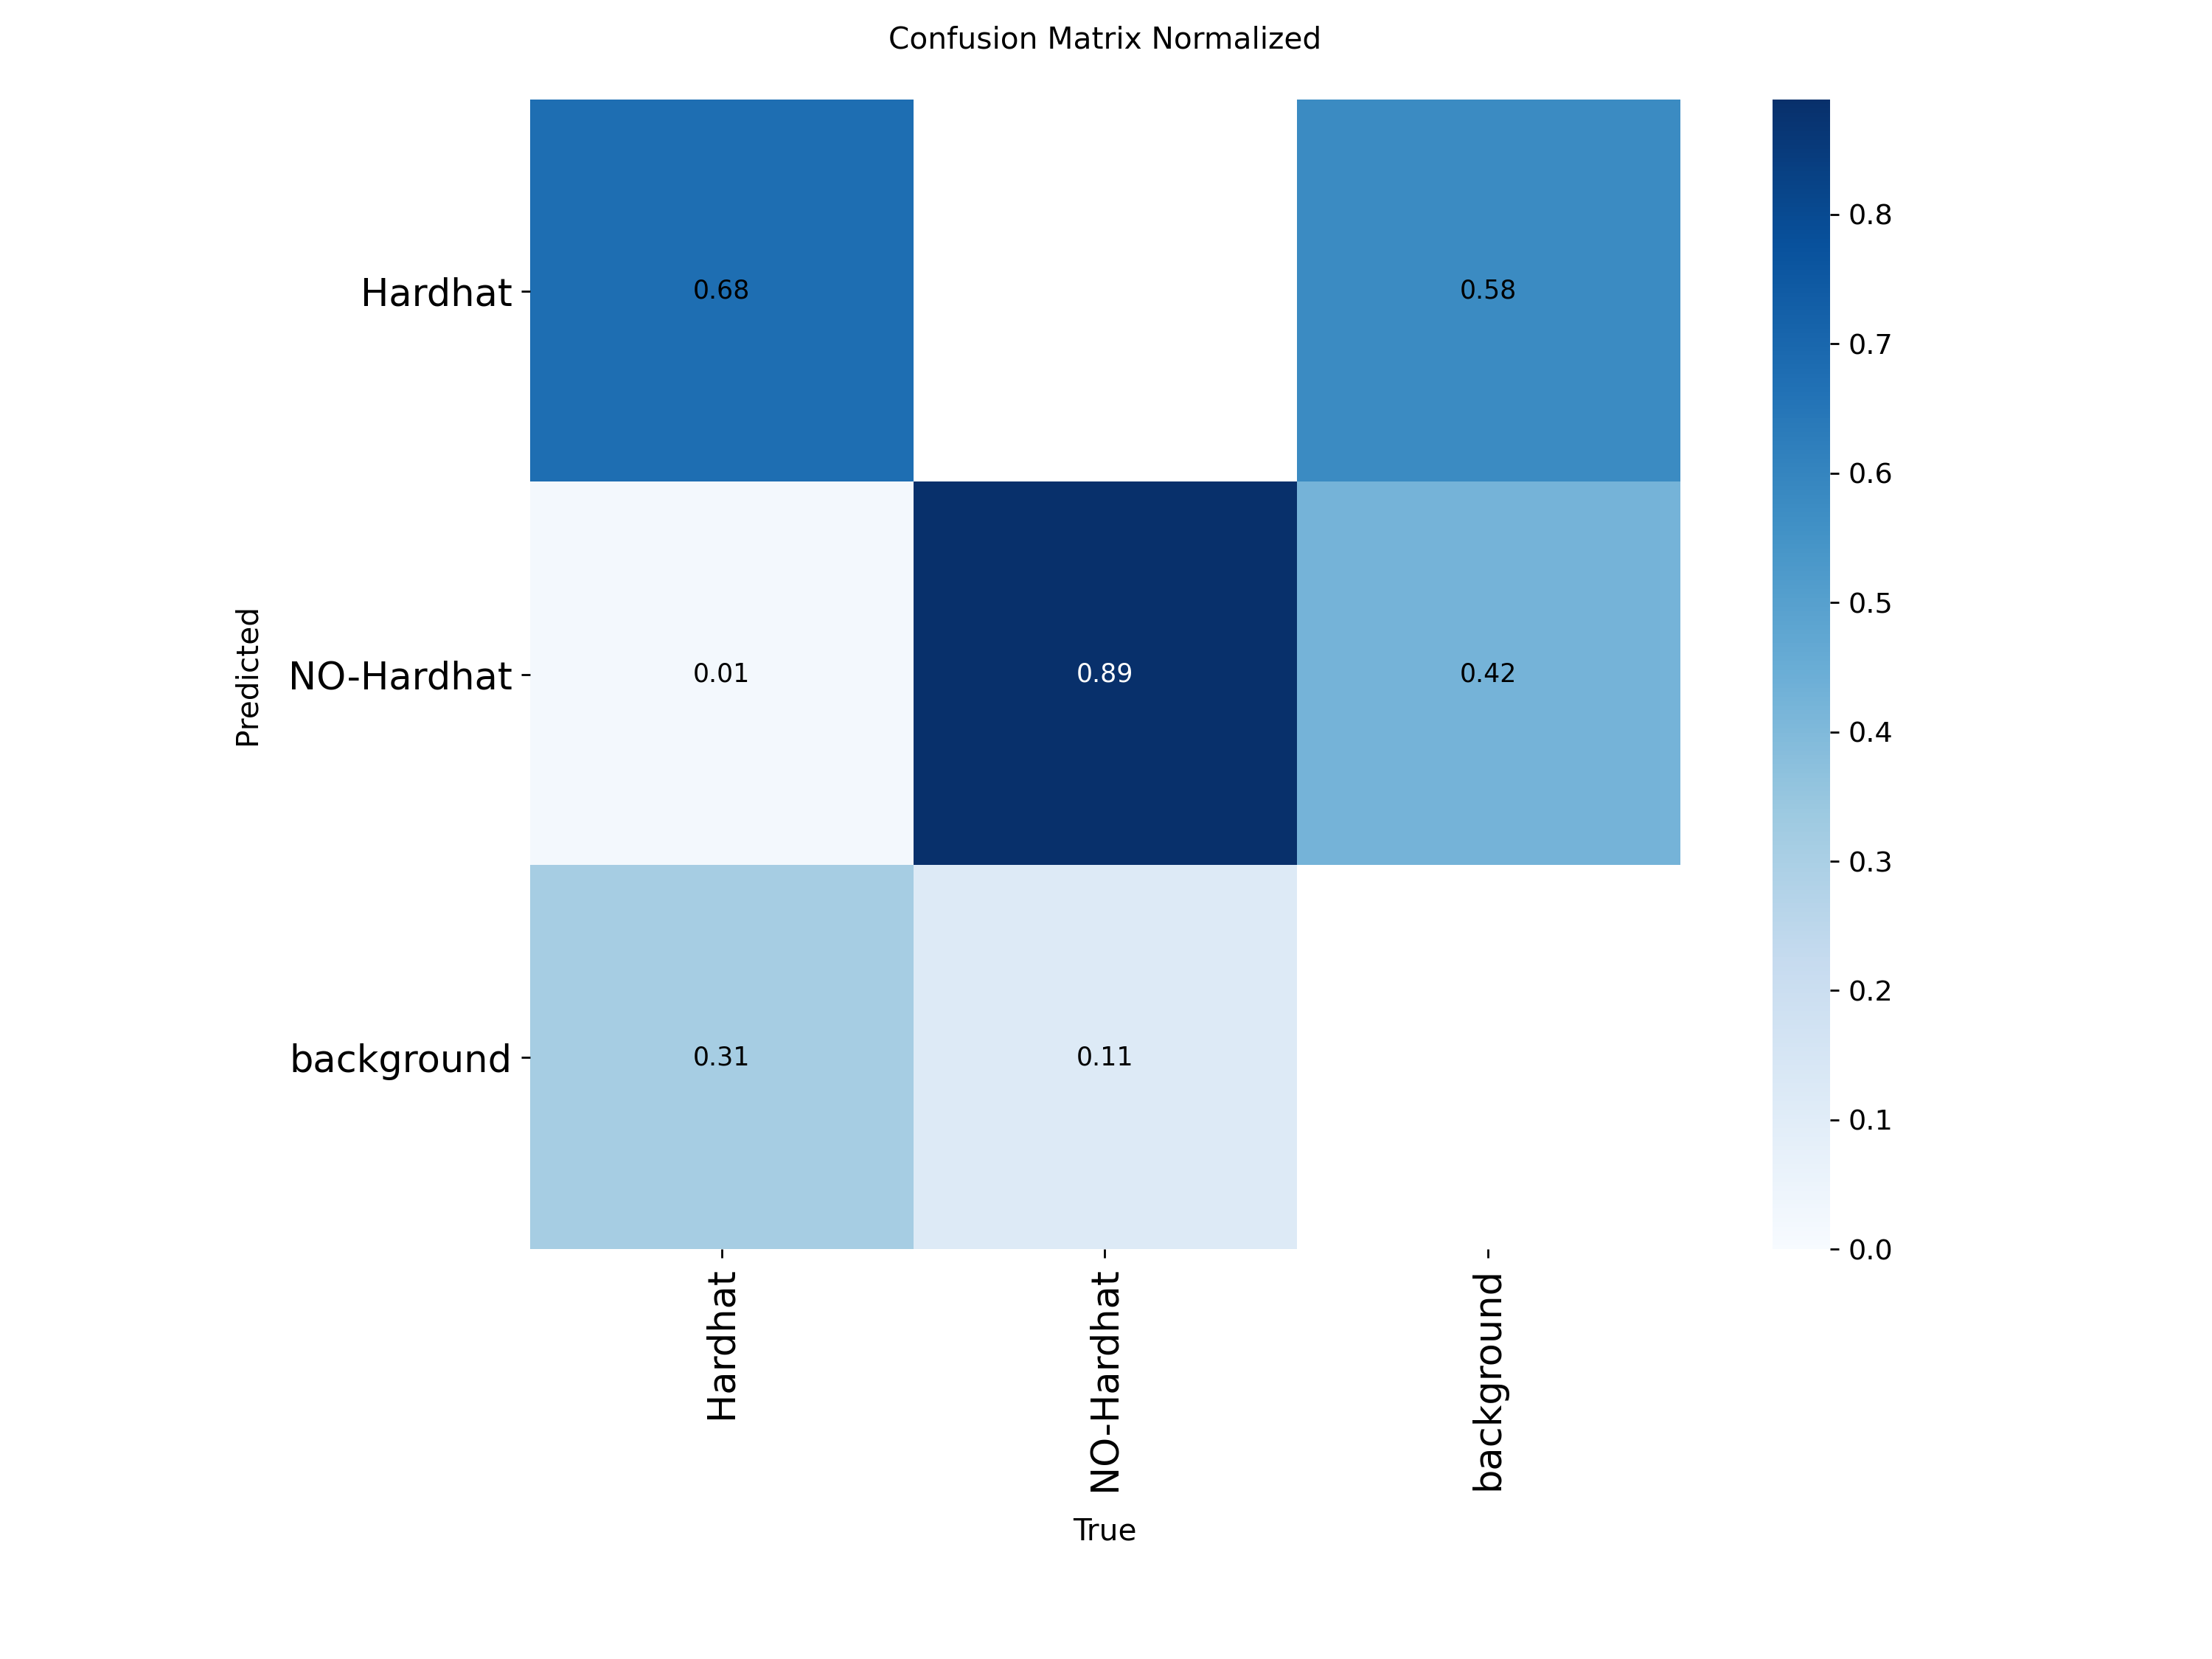 Confusion Matrix Normalized
Predicted
Hardhat
NO-Hardhat
background
0.68
0.58
0.01
0.89
0.42
0.31
0.11
Hardhat
NO-Hardhat
background
True
0.8
0.7
0.6
0.5
0.4
0.3
0.2
0.1
0.0